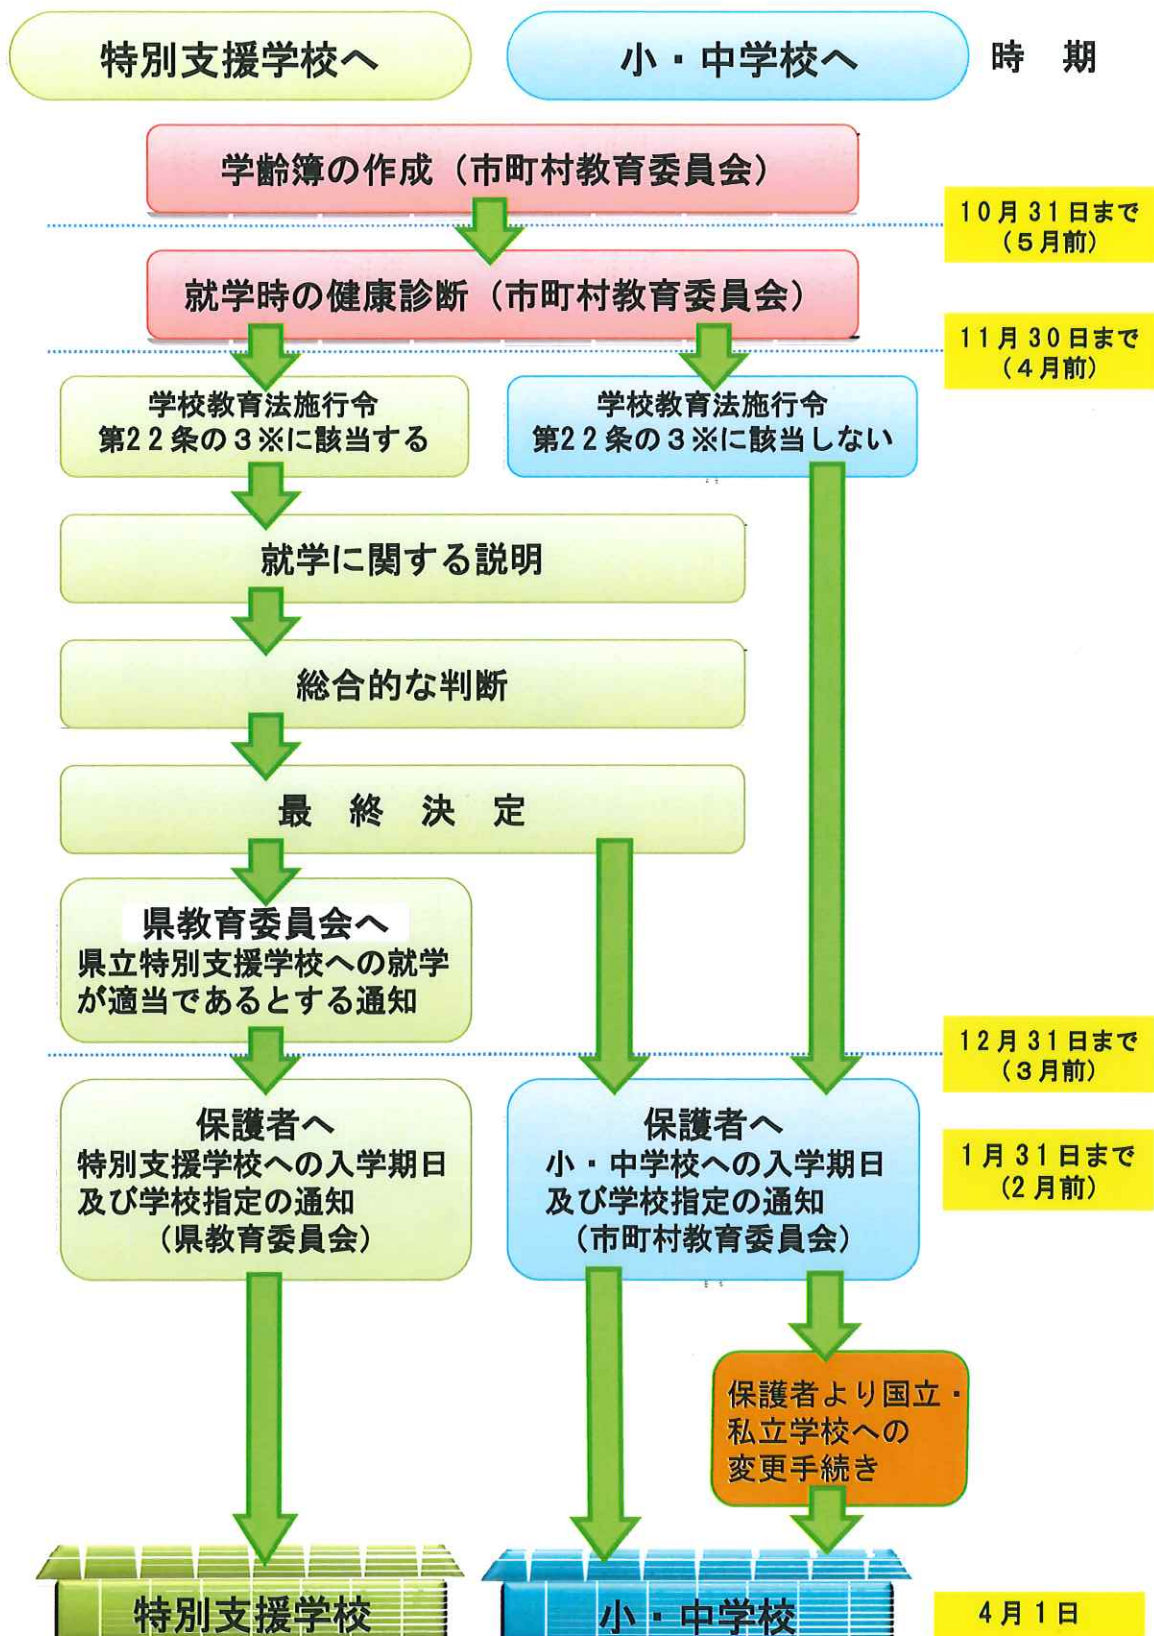 特別支援学校へ
小・中学校へ
時 期
学齢簿の作成（市町村教育委員会）
10月31日まで
（5月前）
就学時の健康診断（市町村教育委員会）
11月30日まで
（4月前）
学校教育法施行令
第22条の3※に該当する
学校教育法施行令
第22条の3※に該当しない
就学に関する説明
総合的な判断
最 終 決 定
県教育委員会へ
県立特別支援学校への就学
が適当であるとする通知
12月31日まで
（3月前）
保護者へ
特別支援学校への入学期日
及び学校指定の通知
（県教育委員会）
保護者へ
小・中学校への入学期日
及び学校指定の通知
（市町村教育委員会）
1月31日まで
（2月前）
保護者より国立・
私立学校への
変更手続き
特別支援学校
小・中学校
4月1日